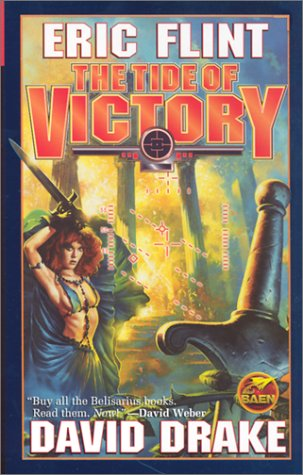 ERIC FLINT
THE TIDE OF
VICTORY
"Buy all the Belisarius books.
Read them. Now!"—David Weber
BAEN
DAVID DRAKE